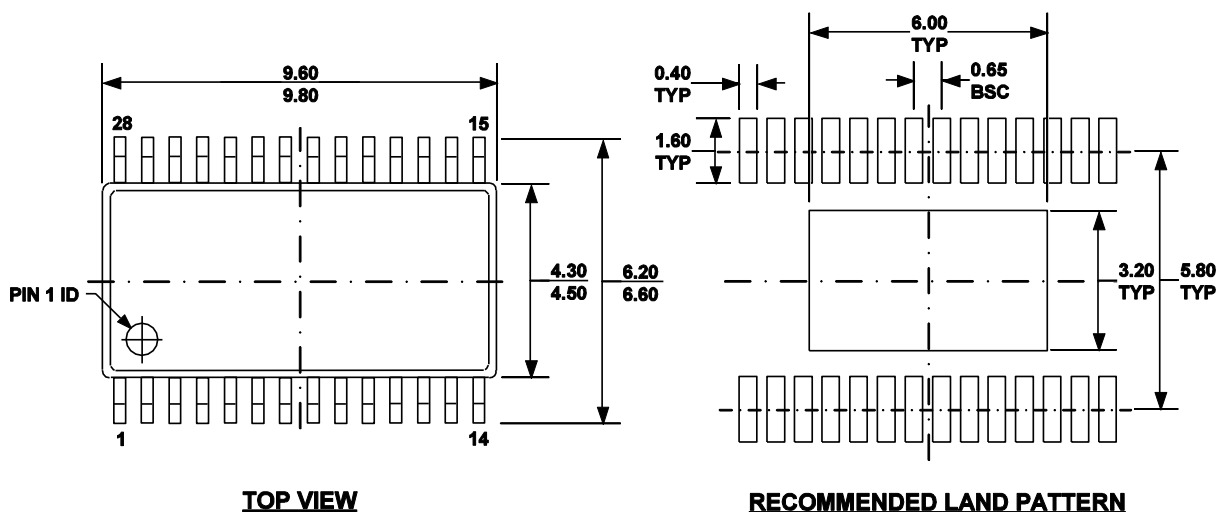 9.60
9.80
28
15
PIN 1 ID
4.30
4.50
6.20
6.60
1
14
TOP VIEW
6.00
TYP
0.40
TYP
0.65
BSC
1.60
TYP
3.20
TYP
5.80
TYP
RECOMMENDED LAND PATTERN